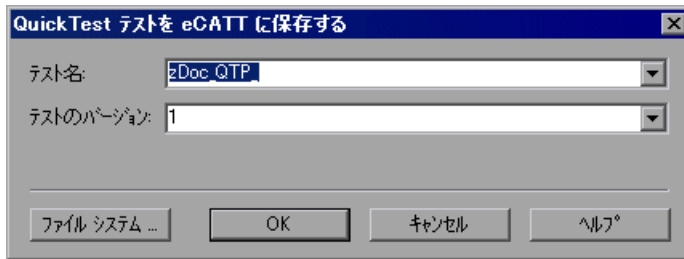 QuickTest テストを eCATT に保存する
テスト名: zDoc_QTP_
テストのバージョン: 1
ファイル システム ... OK キャンセル ヘルプ